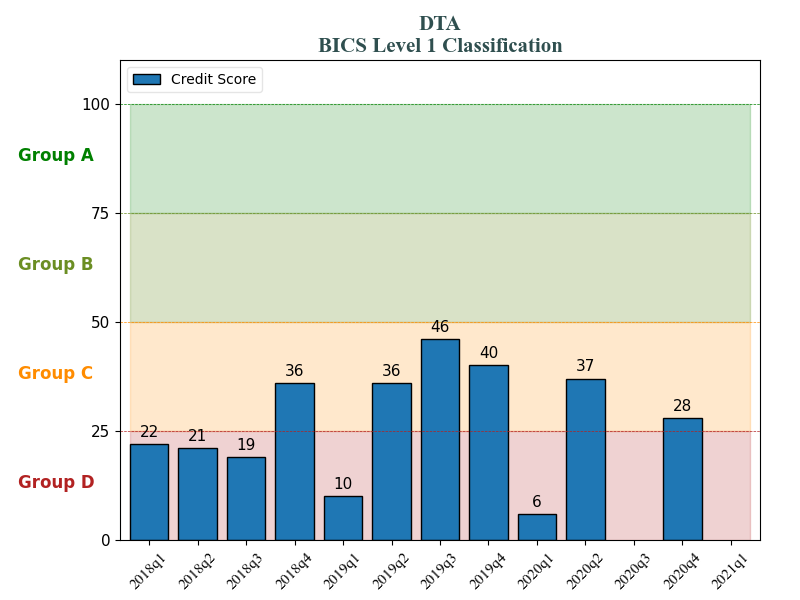 DTA
BICS Level 1 Classification
Credit Score
100
Group A
75
Group B
50
46
40
37
36
36
Group C
28
25
22
21
19
10
6
Group D
0
2018q1
2018q2
2018q3
2018q4
2019q1
2019q2
2019q3
2019q4
2020q1
2020q2
2020q3
2020q4
2021q1